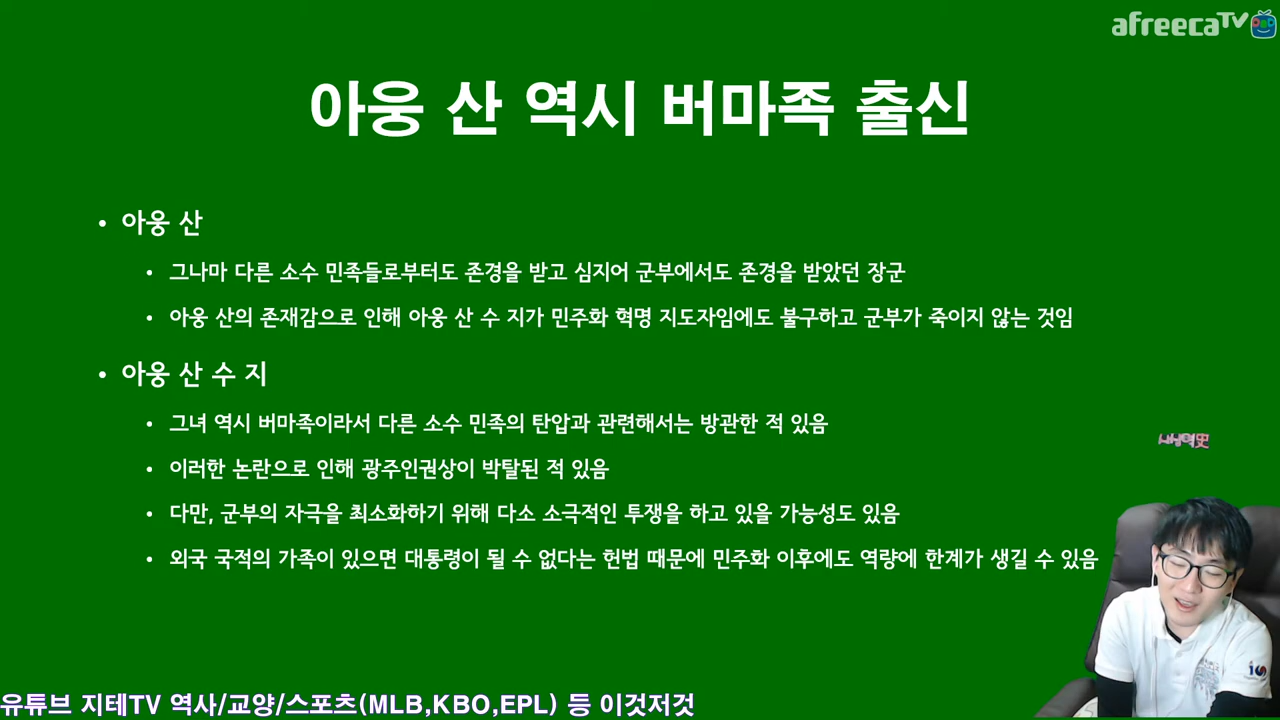 afreecaTV
아웅 산 역시 버마족 출신
• 아웅 산
• 그나마 다른 소수 민족들로부터도 존경을 받고 심지어 군부에서도 존경을 받았던 장군
• 아웅 산의 존재감으로 인해 아웅 산 수 지가 민주화 혁명 지도자임에도 불구하고 군부가 죽이지 않는 것임
• 아웅 산 수 지
• 그녀 역시 버마족이라서 다른 소수 민족의 탄압과 관련해서는 방관한 적 있음
• 이러한 논란으로 인해 광주인권상이 박탈된 적 있음
• 다만, 군부의 자극을 최소화하기 위해 다소 소극적인 투쟁을 하고 있을 가능성도 있음
• 외국 국적의 가족이 있으면 대통령이 될 수 없다는 헌법 때문에 민주화 이후에도 역량에 한계가 생길 수 있음
유튜브 지테TV 역사/교양/스포츠(MLB,KBO,EPL) 등 이것저것